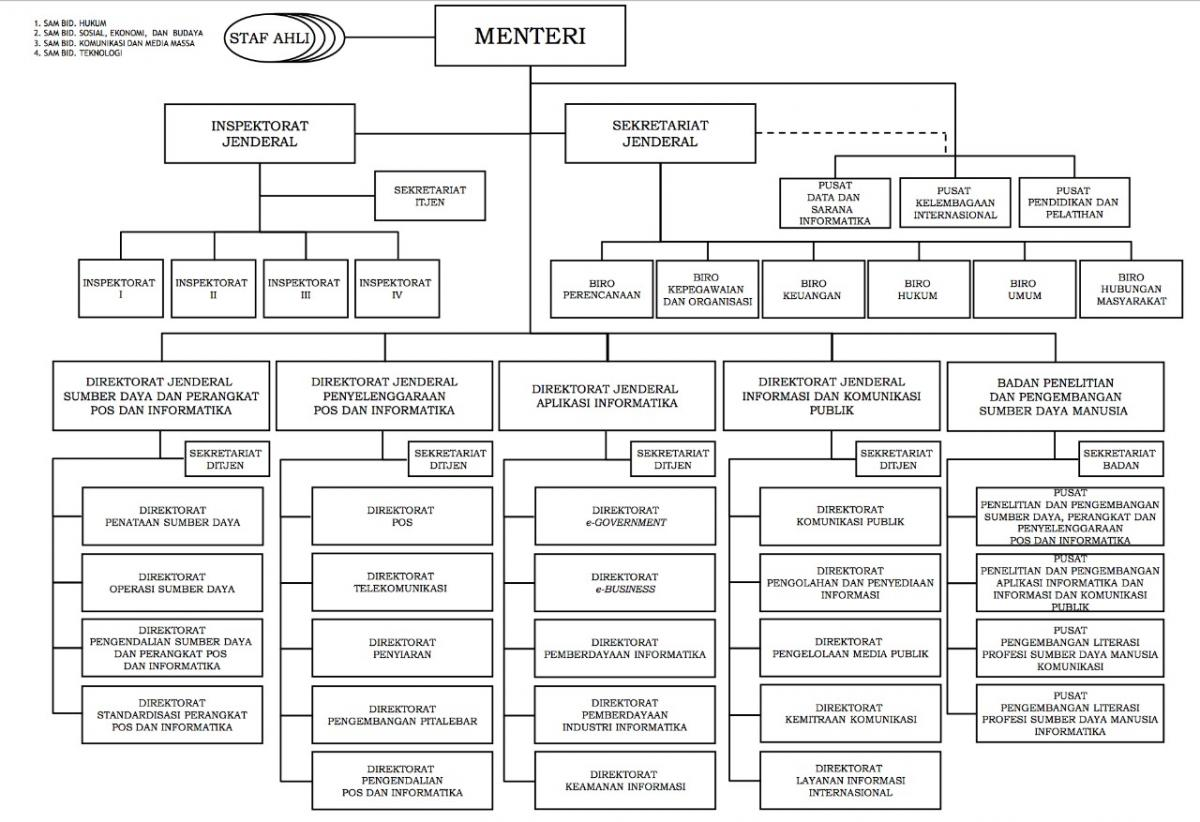 1. SAM BID. HUKUM
2. SAM BID. SOSIAL, EKONOMI, DAN BUDAYA
3. SAM BID. KOMUNIKASI DAN MEDIA MASSA
4. SAM BID. TEKNOLOGI
STAF AHLI
MENTERI
INSPEKTORAT
JENDERAL
SEKRETARIAT
JENDERAL
SEKRETARIAT
ITJEN
PUSAT
DATA DAN
SARANA
INFORMATIKA
PUSAT
KELEMBAGAAN
INTERNASIONAL
PUSAT
PENDIDIKAN DAN
PELATIHAN
INSPEKTORAT
I
INSPEKTORAT
II
INSPEKTORAT
III
INSPEKTORAT
IV
BIRO
PERENCANAAN
BIRO
KEPEGAWAIAN
DAN ORGANISASI
BIRO
KEUANGAN
BIRO
HUKUM
BIRO
UMUM
BIRO
HUBUNGAN
MASYARAKAT
DIREKTORAT JENDERAL
SUMBER DAYA DAN PERANGKAT
POS DAN INFORMATIKA
DIREKTORAT JENDERAL
PENYELENGGARAAN
POS DAN INFORMATIKA
DIREKTORAT JENDERAL
APLIKASI INFORMATIKA
DIREKTORAT JENDERAL
INFORMASI DAN KOMUNIKASI
PUBLIK
BADAN PENELITIAN
DAN PENGEMBANGAN
SUMBER DAYA MANUSIA
SEKRETARIAT
DITJEN
DIREKTORAT
PENATAAN SUMBER DAYA
DIREKTORAT
OPERASI SUMBER DAYA
DIREKTORAT
PENGENDALIAN SUMBER DAYA
DAN PERANGKAT POS
DAN INFORMATIKA
DIREKTORAT
STANDARDISASI PERANGKAT
POS DAN INFORMATIKA
SEKRETARIAT
DITJEN
DIREKTORAT
POS
DIREKTORAT
TELEKOMUNIKASI
DIREKTORAT
PENYIARAN
DIREKTORAT
PENGEMBANGAN PITALEBAR
DIREKTORAT
PENGENDALIAN
POS DAN INFORMATIKA
SEKRETARIAT
DITJEN
DIREKTORAT
e-GOVERNMENT
DIREKTORAT
e-BUSINESS
DIREKTORAT
PEMBERDAYAAN INFORMATIKA
DIREKTORAT
PEMBERDAYAAN
INDUSTRI INFORMATIKA
DIREKTORAT
KEAMANAN INFORMASI
SEKRETARIAT
DITJEN
DIREKTORAT
KOMUNIKASI PUBLIK
DIREKTORAT
PENGOLAHAN DAN PENYEDIAAN
INFORMASI
DIREKTORAT
PENGELOLAAN MEDIA PUBLIK
DIREKTORAT
KEMITRAAN KOMUNIKASI
DIREKTORAT
LAYANAN INFORMASI
INTERNASIONAL
SEKRETARIAT
BADAN
PUSAT
PENELITIAN DAN PENGEMBANGAN
SUMBER DAYA, PERANGKAT DAN
PENYELENGGARAAN
POS DAN INFORMATIKA
PUSAT
PENELITIAN DAN PENGEMBANGAN
APLIKASI INFORMATIKA DAN
INFORMASI DAN KOMUNIKASI
PUBLIK
PUSAT
PENGEMBANGAN LITERASI
PROFESI SUMBER DAYA MANUSIA
KOMUNIKASI
PUSAT
PENGEMBANGAN LITERASI
PROFESI SUMBER DAYA MANUSIA
INFORMATIKA